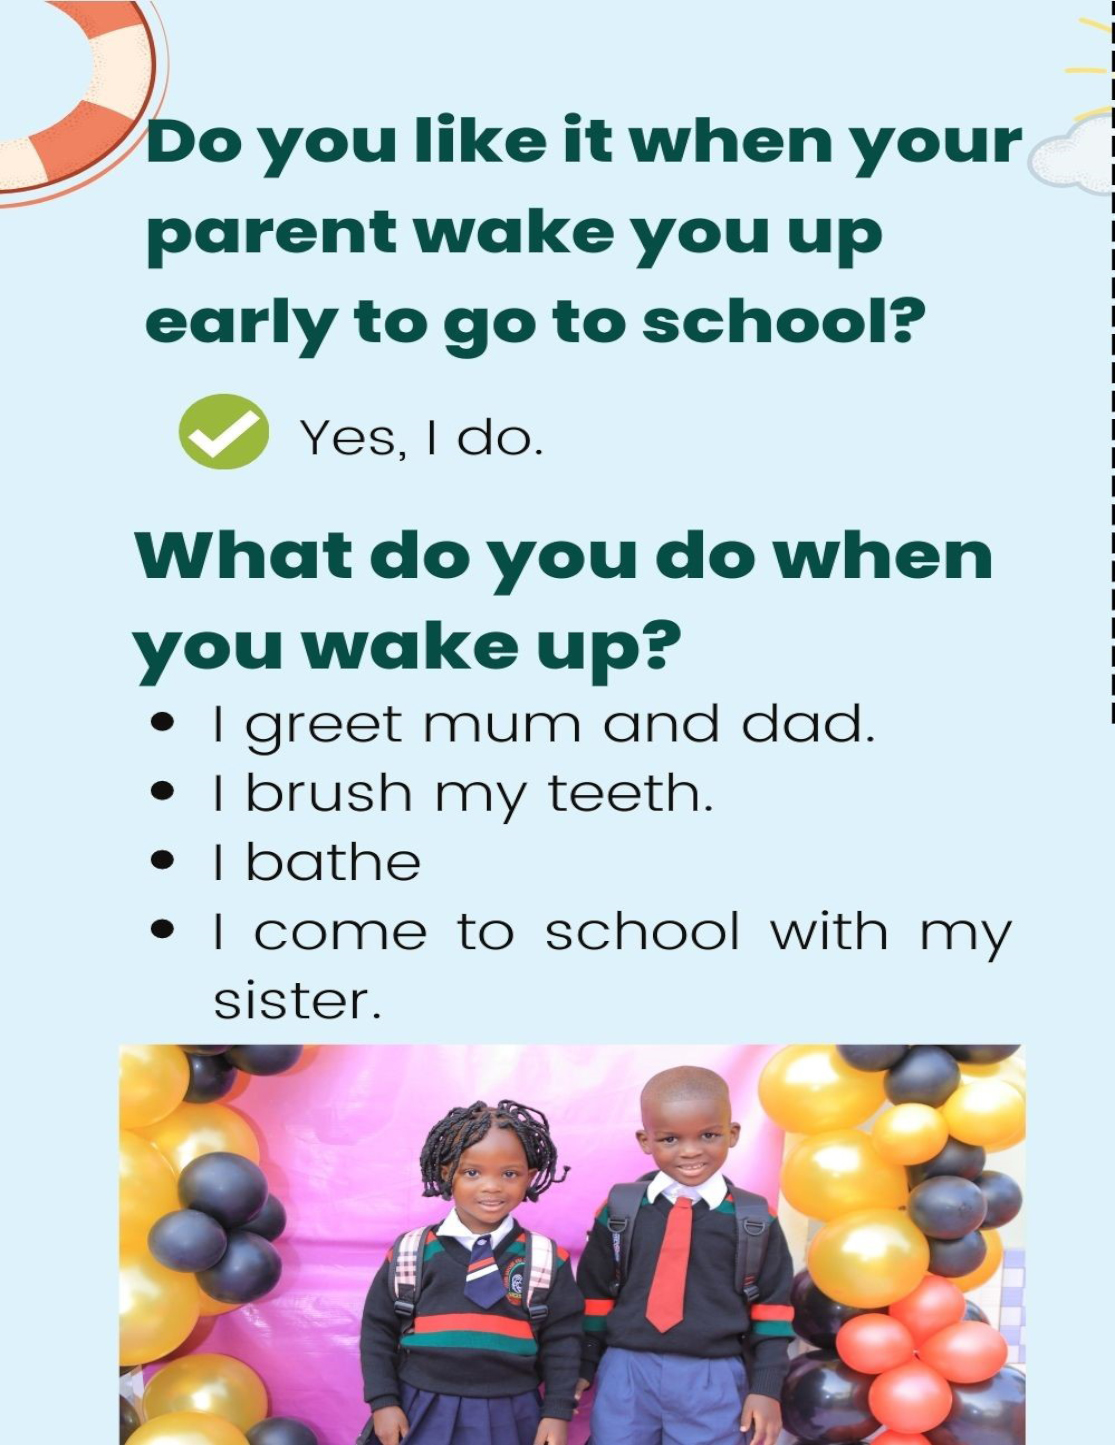 Do you like it when your
parent wake you up
early to go to school?
Yes, I do.
What do you do when
you wake up?
I greet mum and dad.
I brush my teeth.
I bathe
I come to school with my
sister.